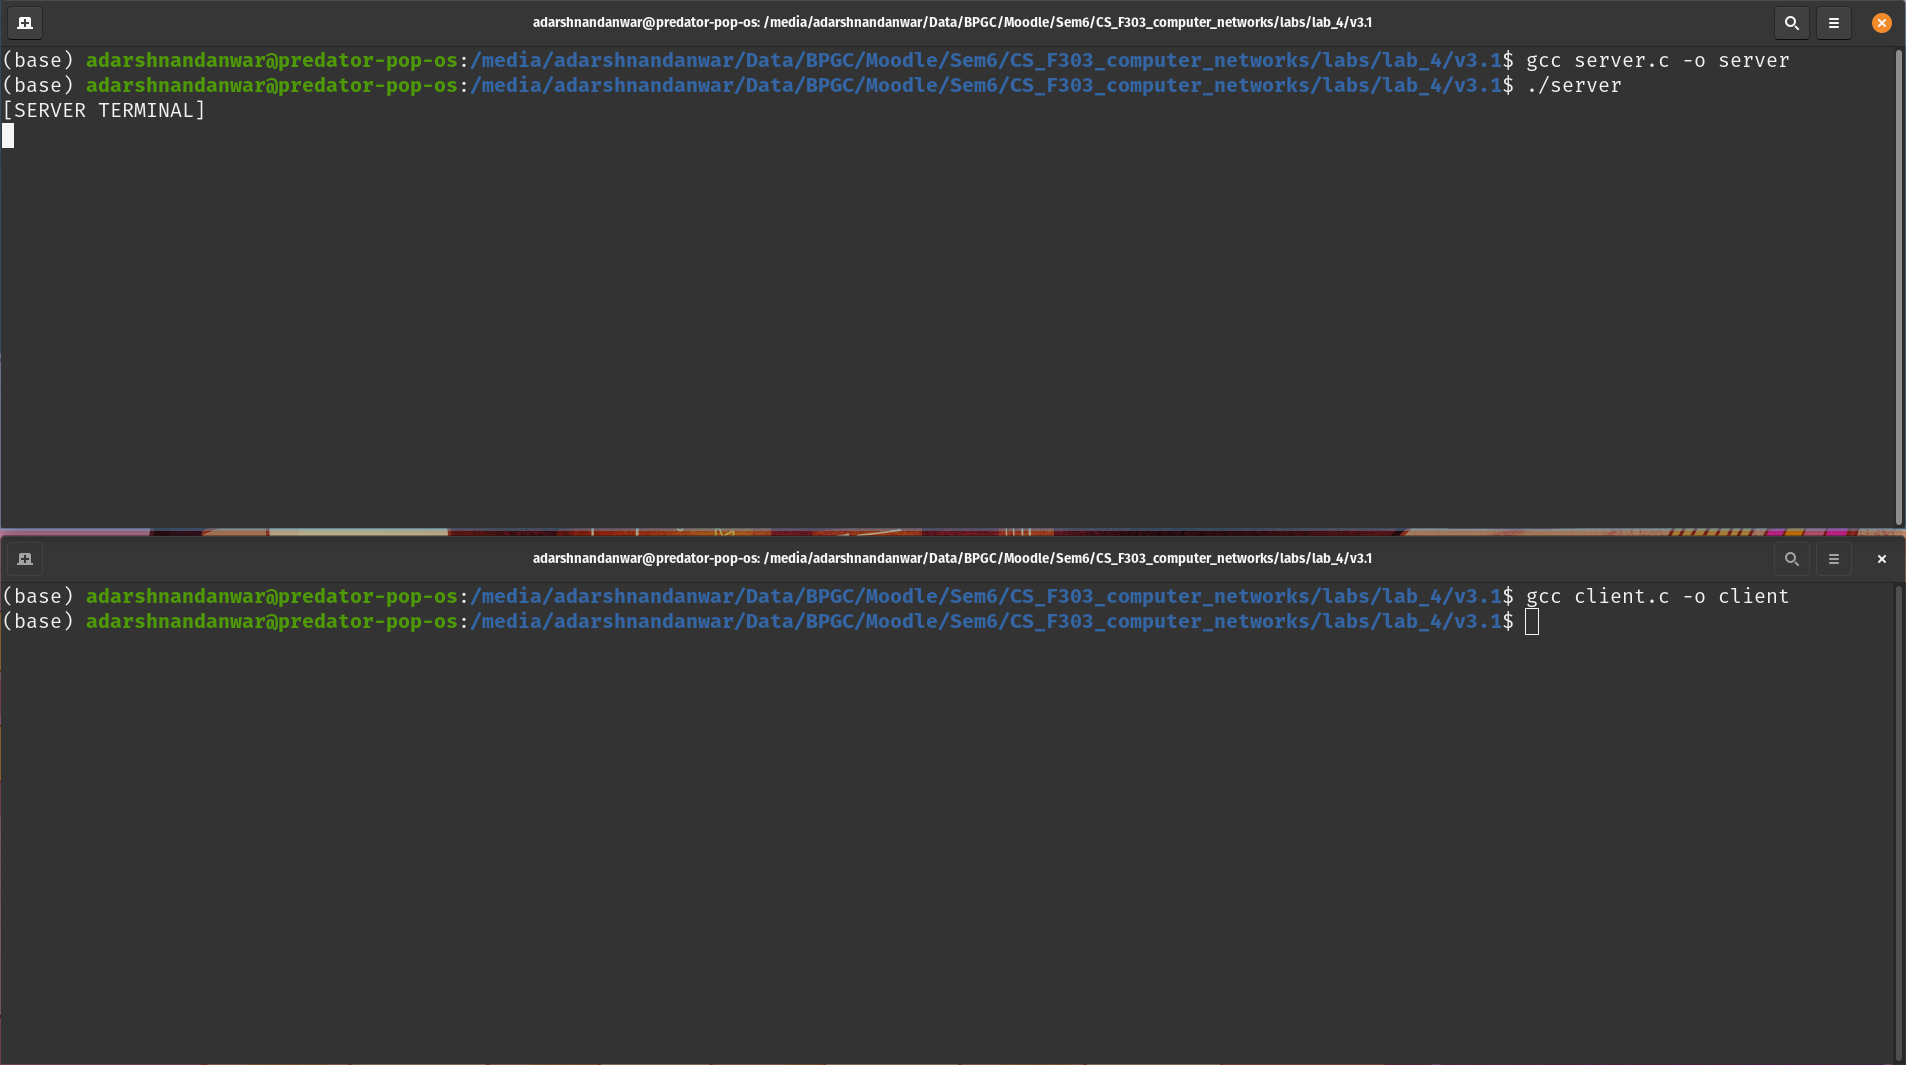 adarshnandanwar@predator-pop-os: /media/adarshnandanwar/Data/BPGC/Moodle/Sem6/CS_F303_computer_networks/labs/lab_4/v3.1
(base) adarshnandanwar@predator-pop-os:/media/adarshnandanwar/Data/BPGC/Moodle/Sem6/CS_F303_computer_networks/labs/lab_4/v3.1$ gcc server.c -o server
(base) adarshnandanwar@predator-pop-os:/media/adarshnandanwar/Data/BPGC/Moodle/Sem6/CS_F303_computer_networks/labs/lab_4/v3.1$ ./server
[SERVER TERMINAL]
adarshnandanwar@predator-pop-os: /media/adarshnandanwar/Data/BPGC/Moodle/Sem6/CS_F303_computer_networks/labs/lab_4/v3.1
(base) adarshnandanwar@predator-pop-os:/media/adarshnandanwar/Data/BPGC/Moodle/Sem6/CS_F303_computer_networks/labs/lab_4/v3.1$ gcc client.c -o client
(base) adarshnandanwar@predator-pop-os:/media/adarshnandanwar/Data/BPGC/Moodle/Sem6/CS_F303_computer_networks/labs/lab_4/v3.1$